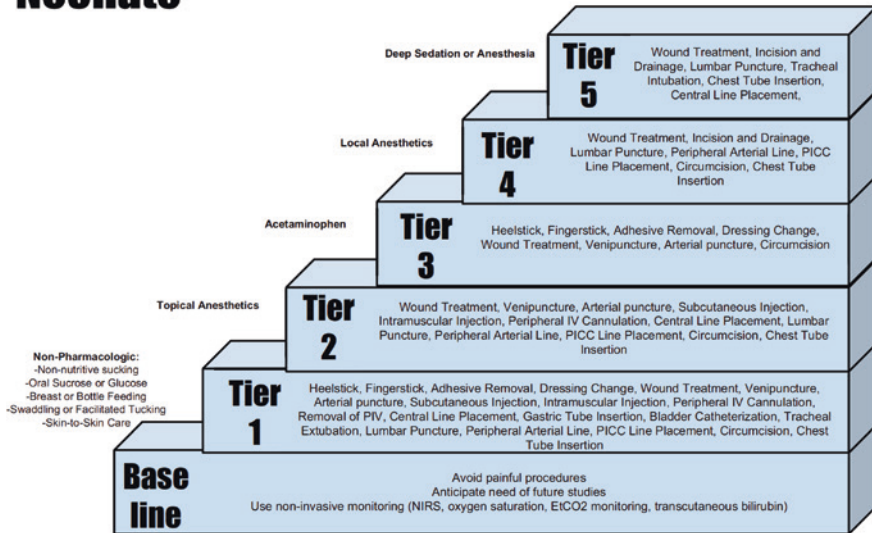 Neonate
Deep Sedation or Anesthesia
Tier
5
Wound Treatment, Incision and
Drainage, Lumbar Puncture, Tracheal
Intubation, Chest Tube Insertion,
Central Line Placement,
Local Anesthetics
Tier
4
Wound Treatment, Incision and Drainage,
Lumbar Puncture, Peripheral Arterial Line, PICC
Line Placement, Circumcision, Chest Tube
Insertion
Acetaminophen
Tier
3
Heelstick, Fingerstick, Adhesive Removal, Dressing Change,
Wound Treatment, Venipuncture, Arterial puncture, Circumcision
Topical Anesthetics
Tier
2
Wound Treatment, Venipuncture, Arterial puncture, Subcutaneous Injection,
Intramuscular Injection, Peripheral IV Cannulation, Central Line Placement, Lumbar
Puncture, Peripheral Arterial Line, PICC Line Placement, Circumcision, Chest Tube
Insertion
Non-Pharmacologic:
-Non-nutritive sucking
-Oral Sucrose or Glucose
-Breast or Bottle Feeding
-Swaddling or Facilitated Tucking
-Skin-to-Skin Care
Tier
1
Heelstick, Fingerstick, Adhesive Removal, Dressing Change, Wound Treatment, Venipuncture,
Arterial puncture, Subcutaneous Injection, Intramuscular Injection, Peripheral IV Cannulation,
Removal of PIV, Central Line Placement, Gastric Tube Insertion, Bladder Catheterization, Tracheal
Extubation, Lumbar Puncture, Peripheral Arterial Line, PICC Line Placement, Circumcision, Chest
Tube Insertion
Base
line
Avoid painful procedures
Anticipate need of future studies
Use non-invasive monitoring (NIRS, oxygen saturation, EtCO2 monitoring, transcutaneous bilirubin)